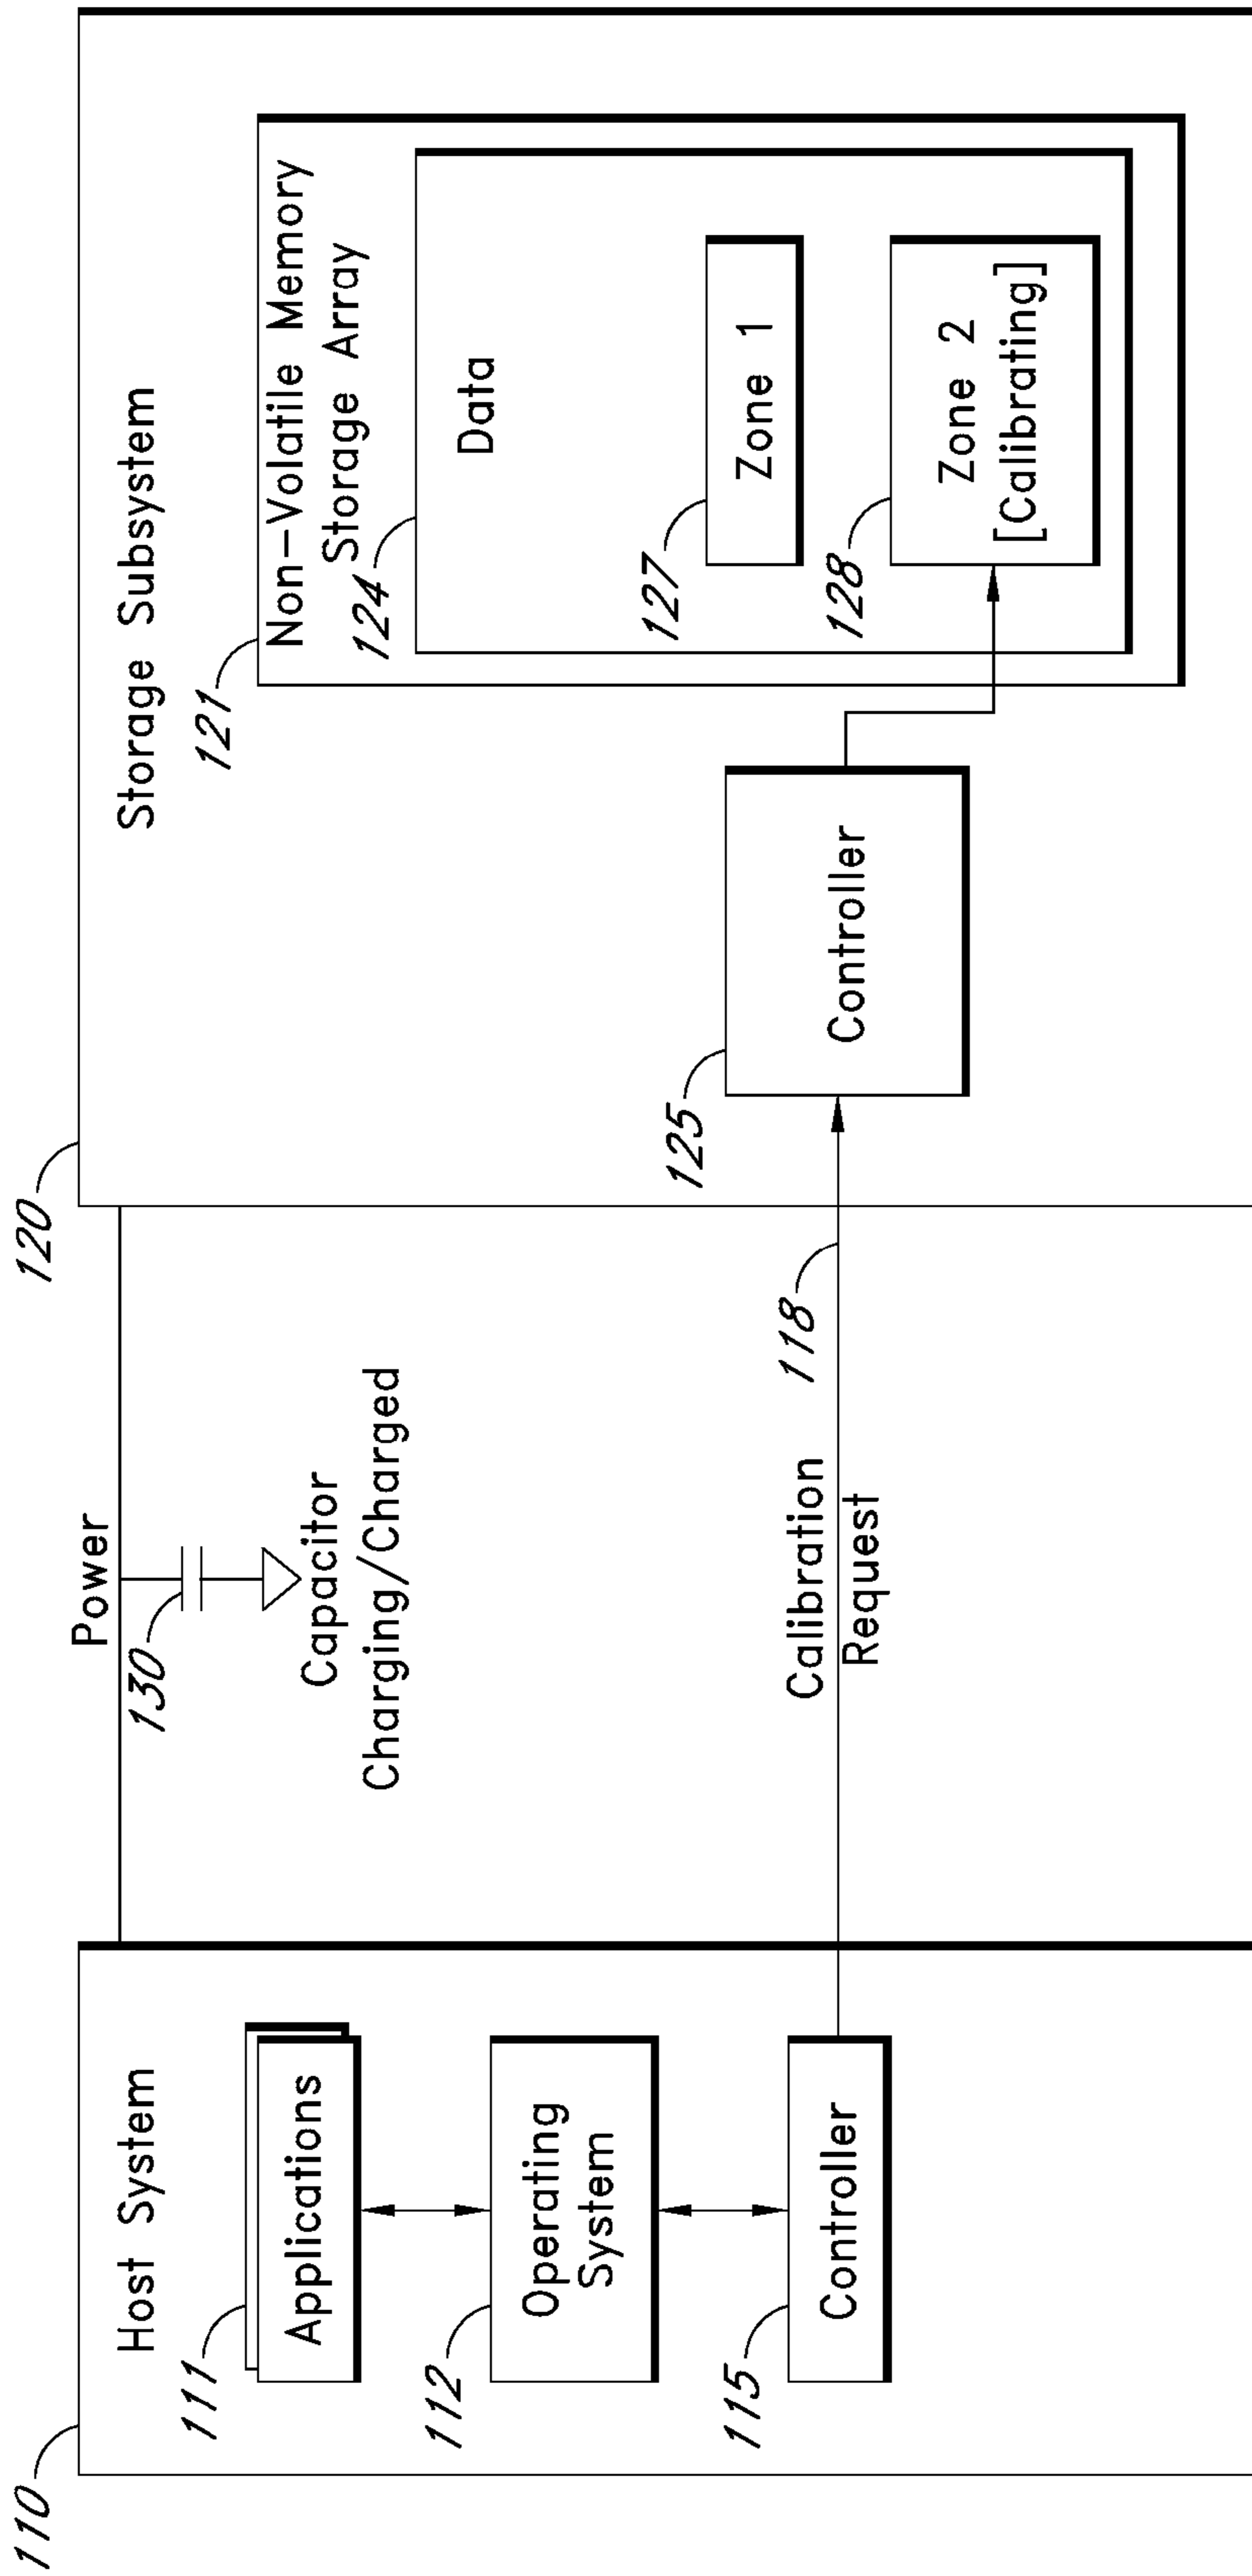 110
Host System
111
Applications
112
Operating
System
115
Controller
Power
130
Capacitor
Charging/Charged
Calibration
Request
118
120
Storage Subsystem
125
Controller
121
Non-Volatile Memory
Storage Array
124
Data
127
Zone 1
128
Zone 2
[Calibrating]